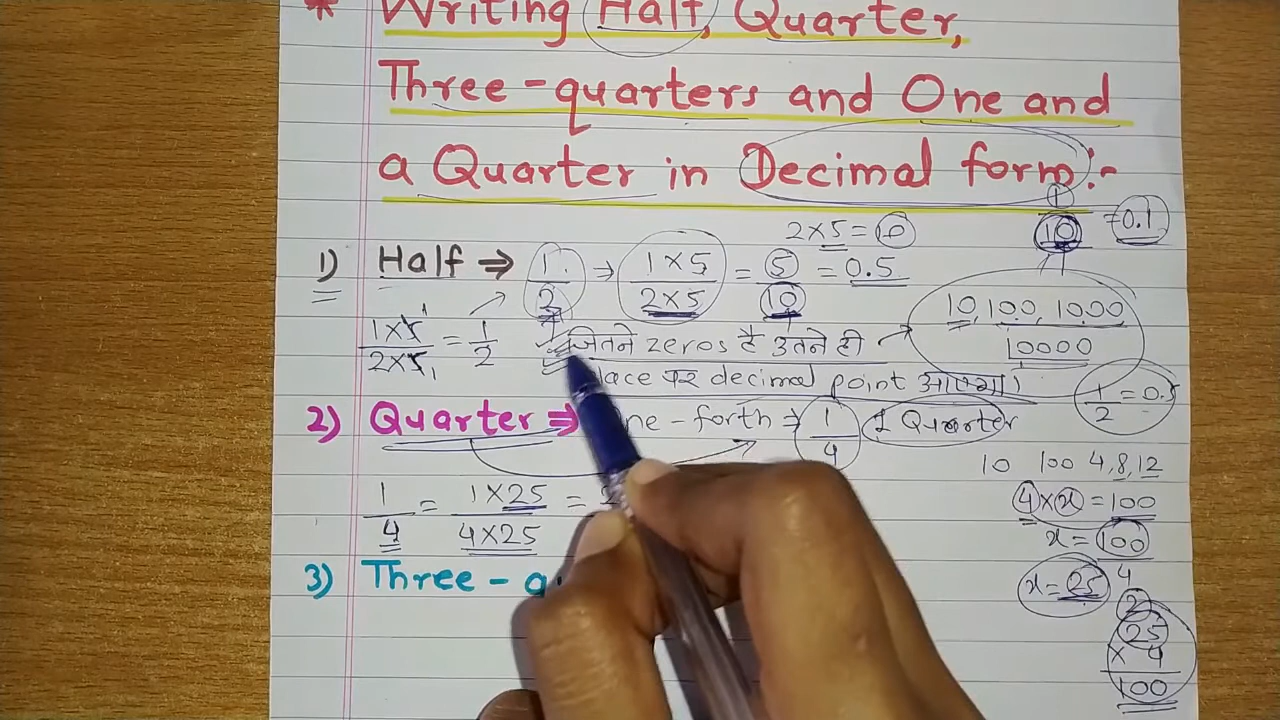 * Writing Half, Quarter,
Three-quarters and One and
a Quarter in Decimal form:-
1/10 = 0.1
2×5 = 10
1) Half ⇒ 1/2 → 1×5/2×5 = 5/10 = 0.5
10, 100, 1000
10000
1×5/2×5 = 1/2
जितने zeros है उतने ही
place पर decimal point आएगा।
1/2 = 0.5
2) Quarter ⇒ One-forth ⇒ 1/4 1 Quarter
10 100 4,8,12
1/4 = 1×25/4×25 =
4×x = 100
x = 100
4
x = 25
2
25
× 4
100
3) Three-q